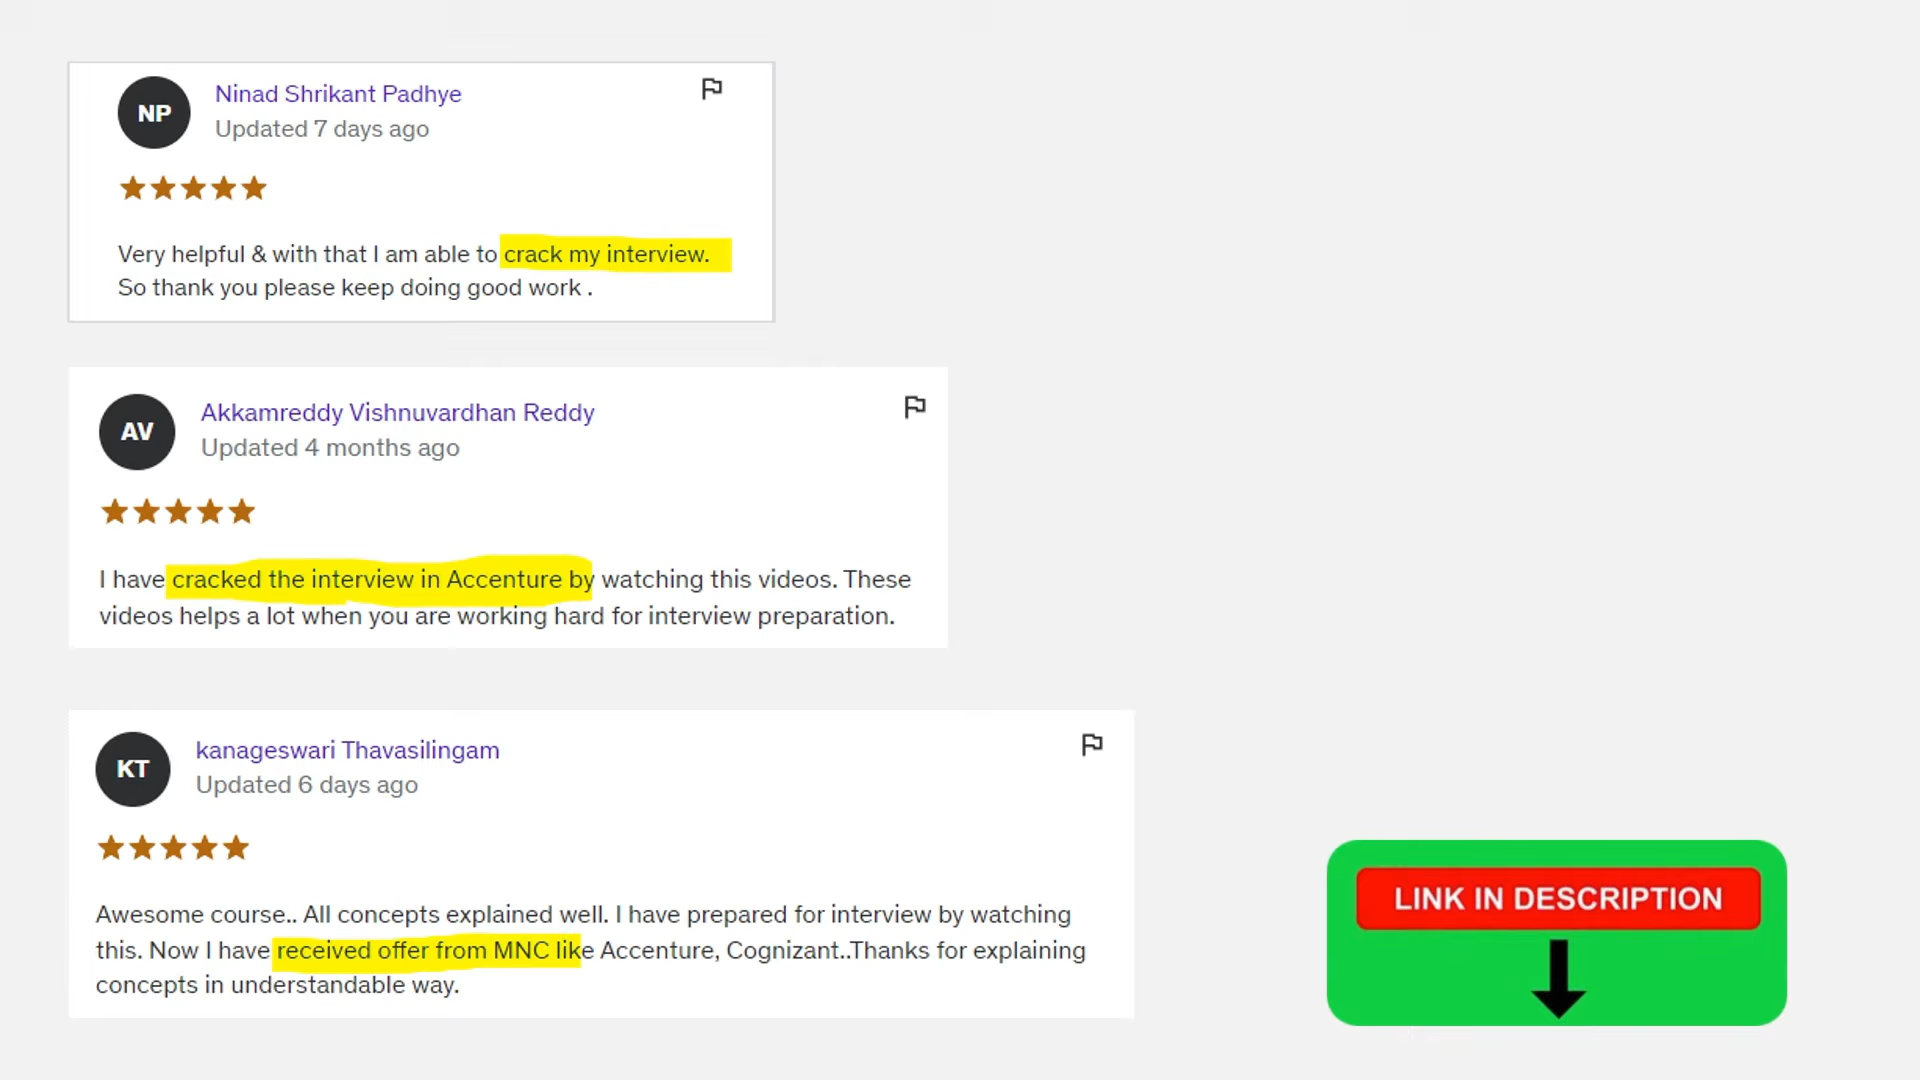 NP
Ninad Shrikant Padhye
Updated 7 days ago
Very helpful & with that I am able to crack my interview.
So thank you please keep doing good work .
AV
Akkamreddy Vishnuvardhan Reddy
Updated 4 months ago
I have cracked the interview in Accenture by watching this videos. These
videos helps a lot when you are working hard for interview preparation.
KT
kanageswari Thavasilingam
Updated 6 days ago
Awesome course.. All concepts explained well. I have prepared for interview by watching
this. Now I have received offer from MNC like Accenture, Cognizant..Thanks for explaining
concepts in understandable way.
LINK IN DESCRIPTION